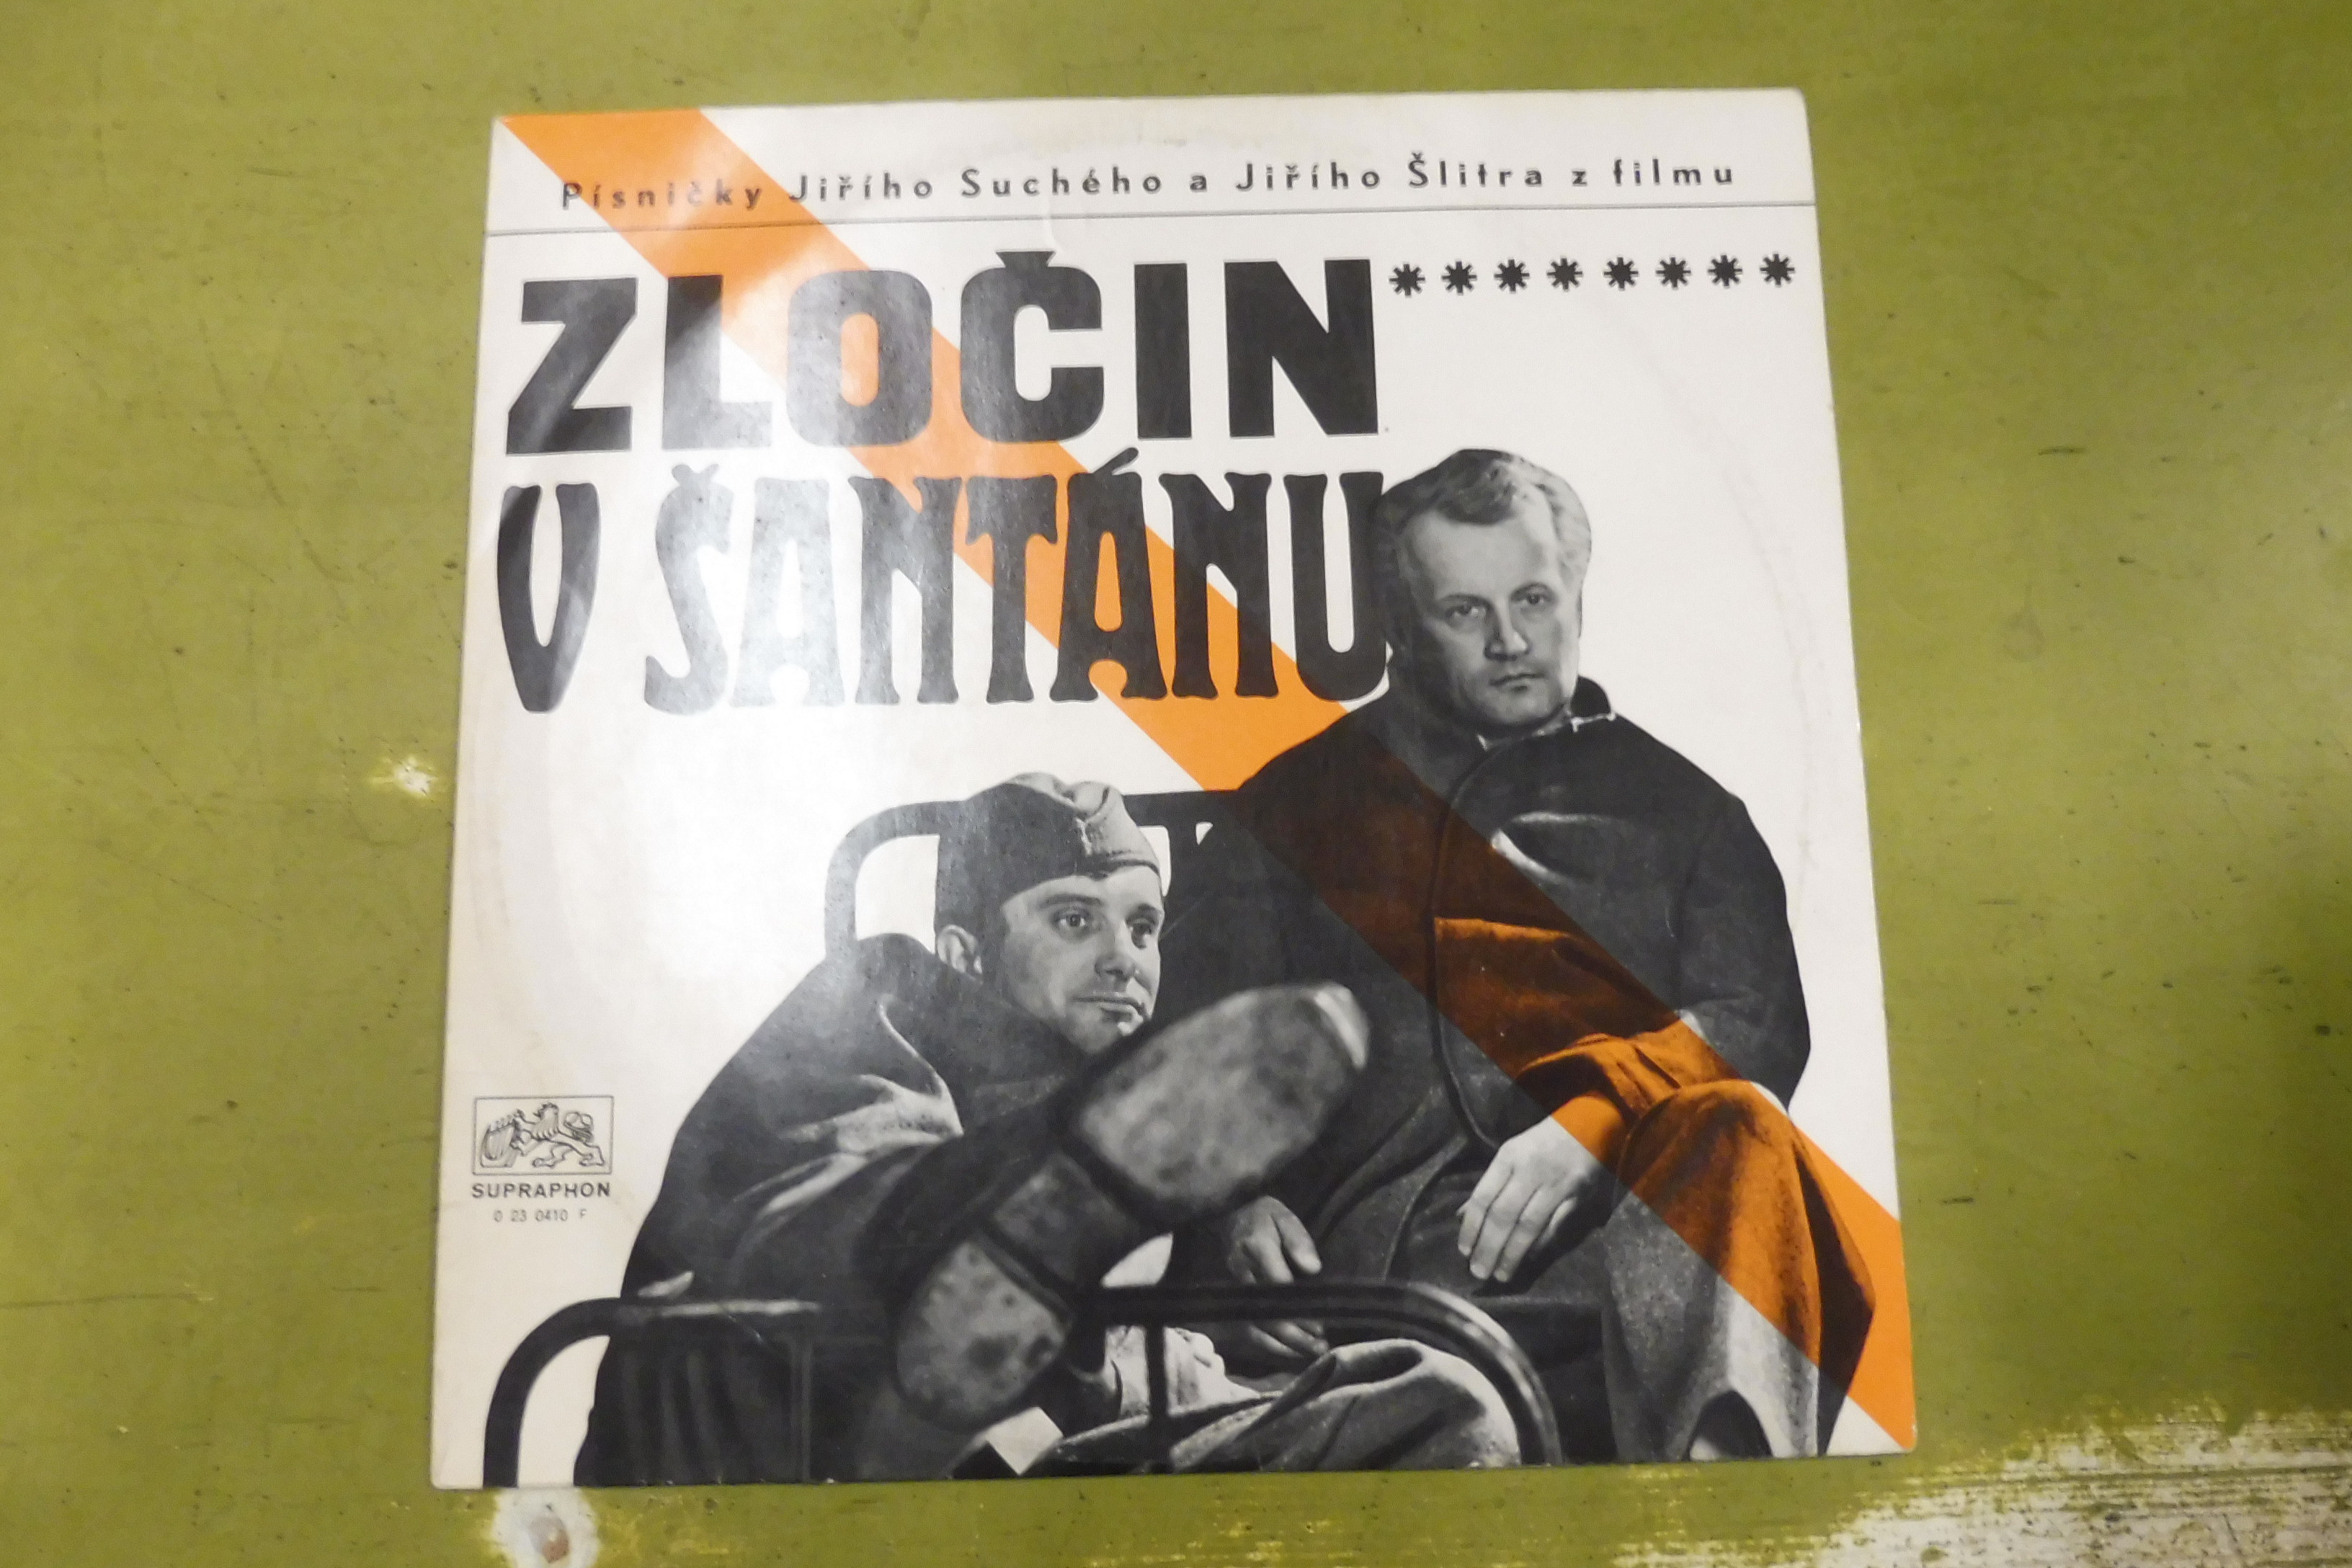 Písničky Jiřího Suchého a Jiřího Šlitra z filmu
ZLOČIN********
V ŠANTÁNU
SUPRAPHON
0 23 0410 F